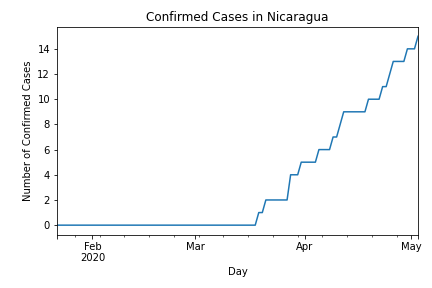 Confirmed Cases in Nicaragua
Number of Confirmed Cases
14
12
10
8
6
4
2
0
Feb
2020
Mar
Apr
May
Day